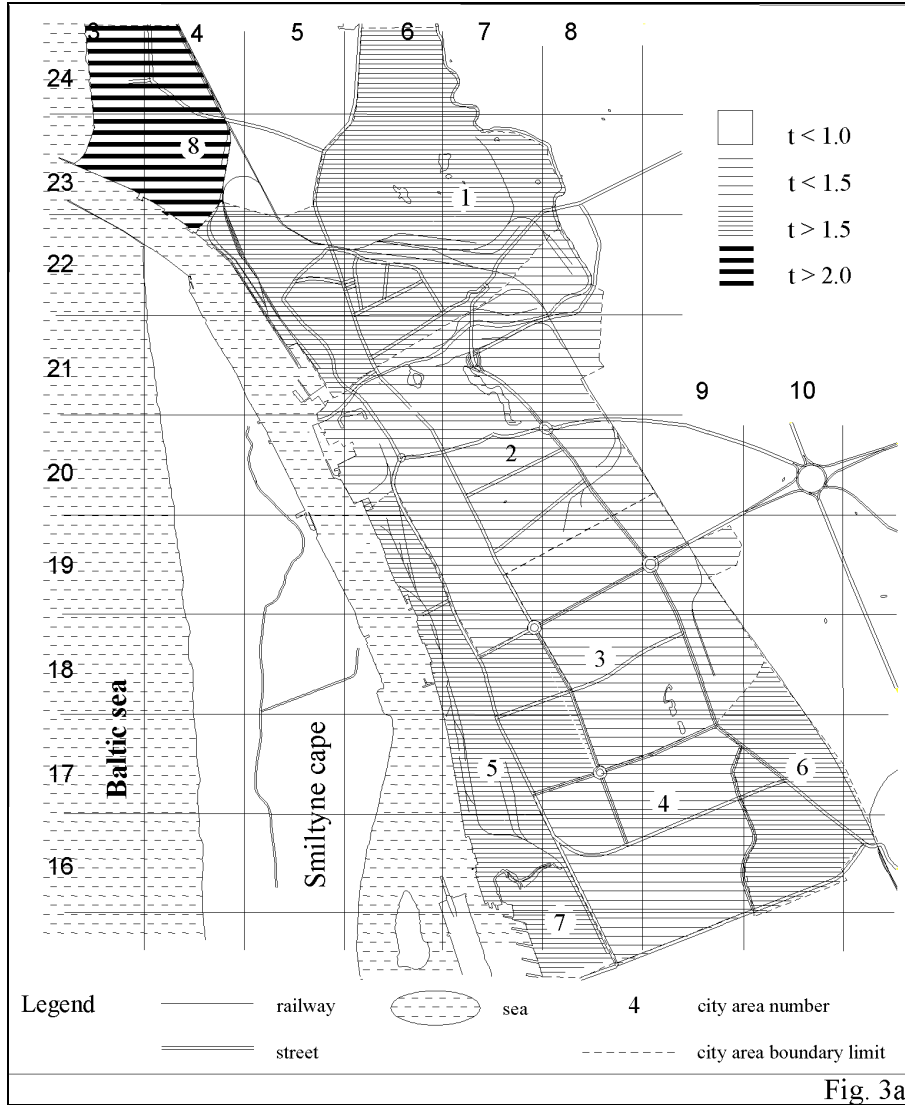 3 4 5 6 7 8
24
8
t < 1.0
t < 1.5
23
1
t > 1.5
22
t > 2.0
21
9 10
2
20
19
18
3
Baltic sea
Smiltyne cape
17
5
6
4
16
7
Legend
railway
sea
4
city area number
street
city area boundary limit
Fig. 3a